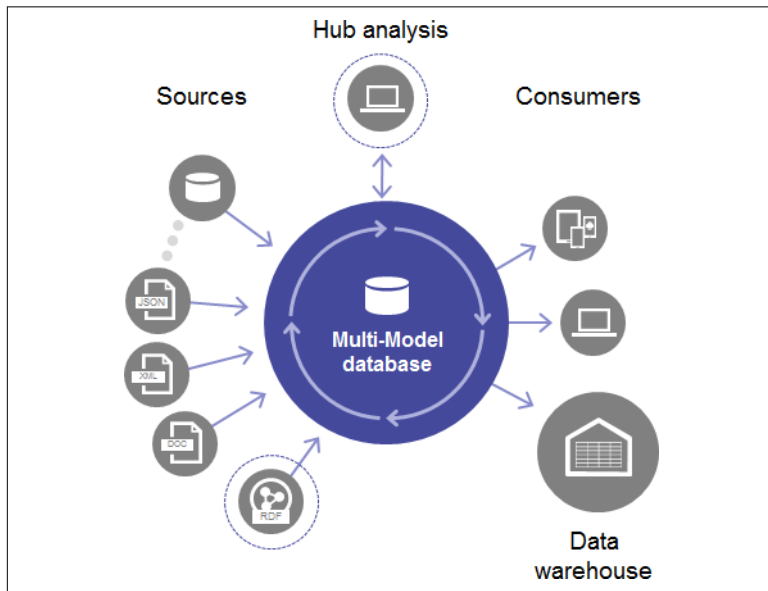 Hub analysis
Sources
Consumers
JSON
XML
DOC
RDF
Multi-Model
database
Data
warehouse